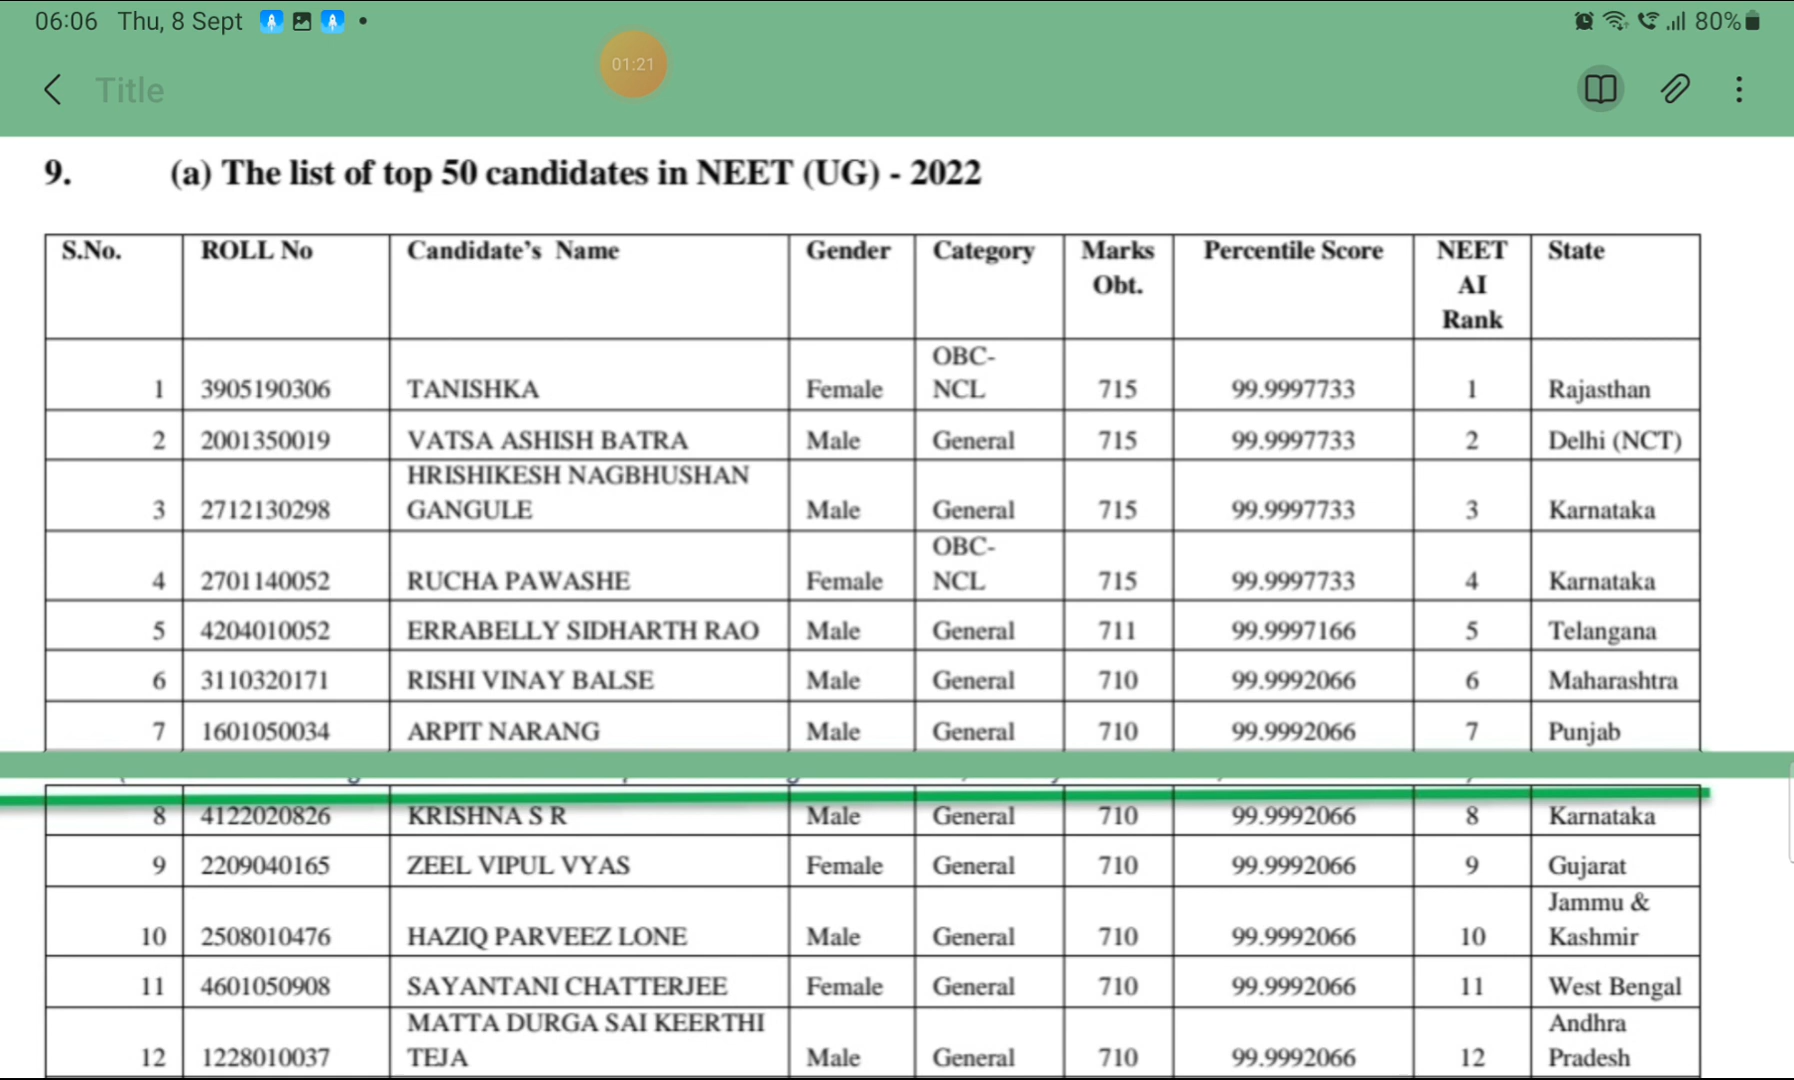 06:06 Thu, 8 Sept
80%
01:21
Title
9. (a) The list of top 50 candidates in NEET (UG) - 2022
S.No. ROLL No Candidate's Name Gender Category Marks Obt. Percentile Score NEET AI Rank State
1 3905190306 TANISHKA Female OBC-NCL 715 99.9997733 1 Rajasthan
2 2001350019 VATSA ASHISH BATRA Male General 715 99.9997733 2 Delhi (NCT)
3 2712130298 HRISHIKESH NAGBHUSHAN GANGULE Male General 715 99.9997733 3 Karnataka
4 2701140052 RUCHA PAWASHE Female OBC-NCL 715 99.9997733 4 Karnataka
5 4204010052 ERRABELLY SIDHARTH RAO Male General 711 99.9997166 5 Telangana
6 3110320171 RISHI VINAY BALSE Male General 710 99.9992066 6 Maharashtra
7 1601050034 ARPIT NARANG Male General 710 99.9992066 7 Punjab
8 4122020826 KRISHNA S R Male General 710 99.9992066 8 Karnataka
9 2209040165 ZEEL VIPUL VYAS Female General 710 99.9992066 9 Gujarat
10 2508010476 HAZIQ PARVEEZ LONE Male General 710 99.9992066 10 Jammu & Kashmir
11 4601050908 SAYANTANI CHATTERJEE Female General 710 99.9992066 11 West Bengal
12 1228010037 MATTA DURGA SAI KEERTHI TEJA Male General 710 99.9992066 12 Andhra Pradesh